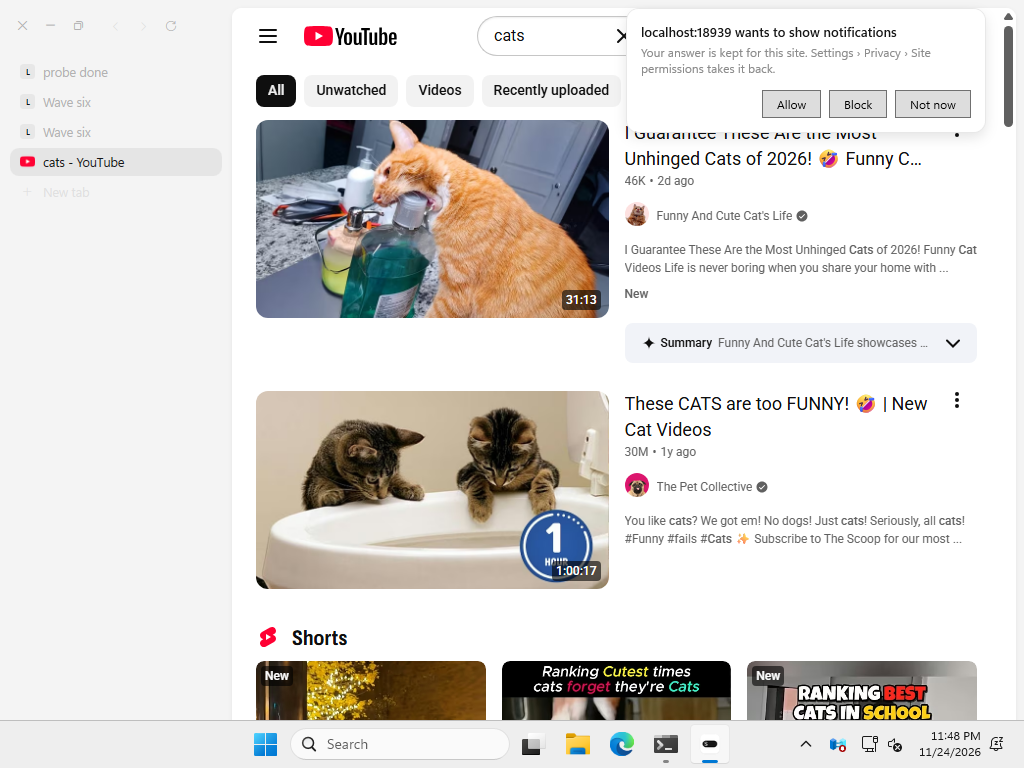 probe done
Wave six
Wave six
cats - YouTube
New tab
YouTube
cats
localhost:18939 wants to show notifications
Your answer is kept for this site. Settings › Privacy › Site
permissions takes it back.
Allow
Block
Not now
All
Unwatched
Videos
Recently uploaded
31:13
I Guarantee These Are the Most
Unhinged Cats of 2026! 🤣 Funny C...
46K • 2d ago
Funny And Cute Cat's Life
I Guarantee These Are the Most Unhinged Cats of 2026! Funny Cat
Videos Life is never boring when you share your home with ...
New
Summary Funny And Cute Cat's Life showcases ...
1
HOUR
1:00:17
These CATS are too FUNNY! 🤣 | New
Cat Videos
30M • 1y ago
The Pet Collective
You like cats? We got em! No dogs! Just cats! Seriously, all cats!
#Funny #fails #Cats ✨ Subscribe to The Scoop for our most ...
Shorts
New
Ranking Cutest times
cats forget they're Cats
New
RANKING BEST
CATS IN SCHOOL
Search
11:48 PM
11/24/2026